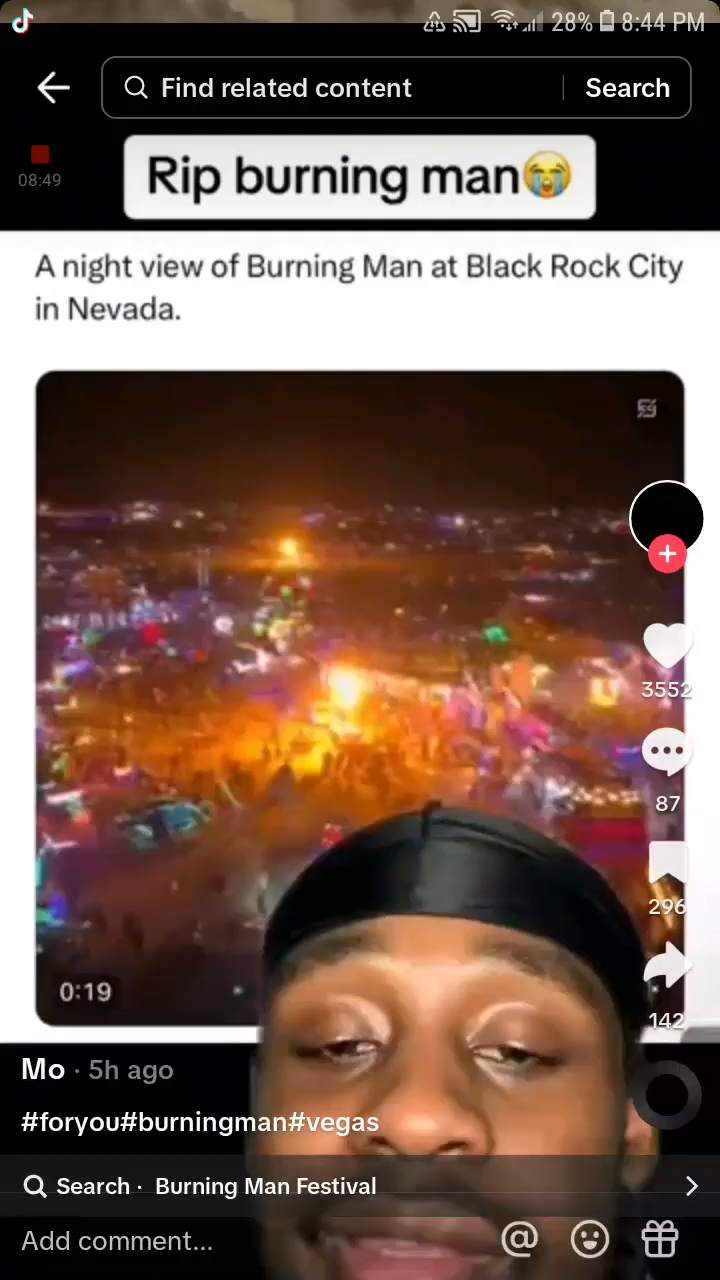 28% 8:44 PM
Find related content
Search
08:49
Rip burning man😭
A night view of Burning Man at Black Rock City
in Nevada.
3552
87
296
142
0:19
Mo · 5h ago
#foryou#burningman#vegas
Search · Burning Man Festival
Add comment...
@